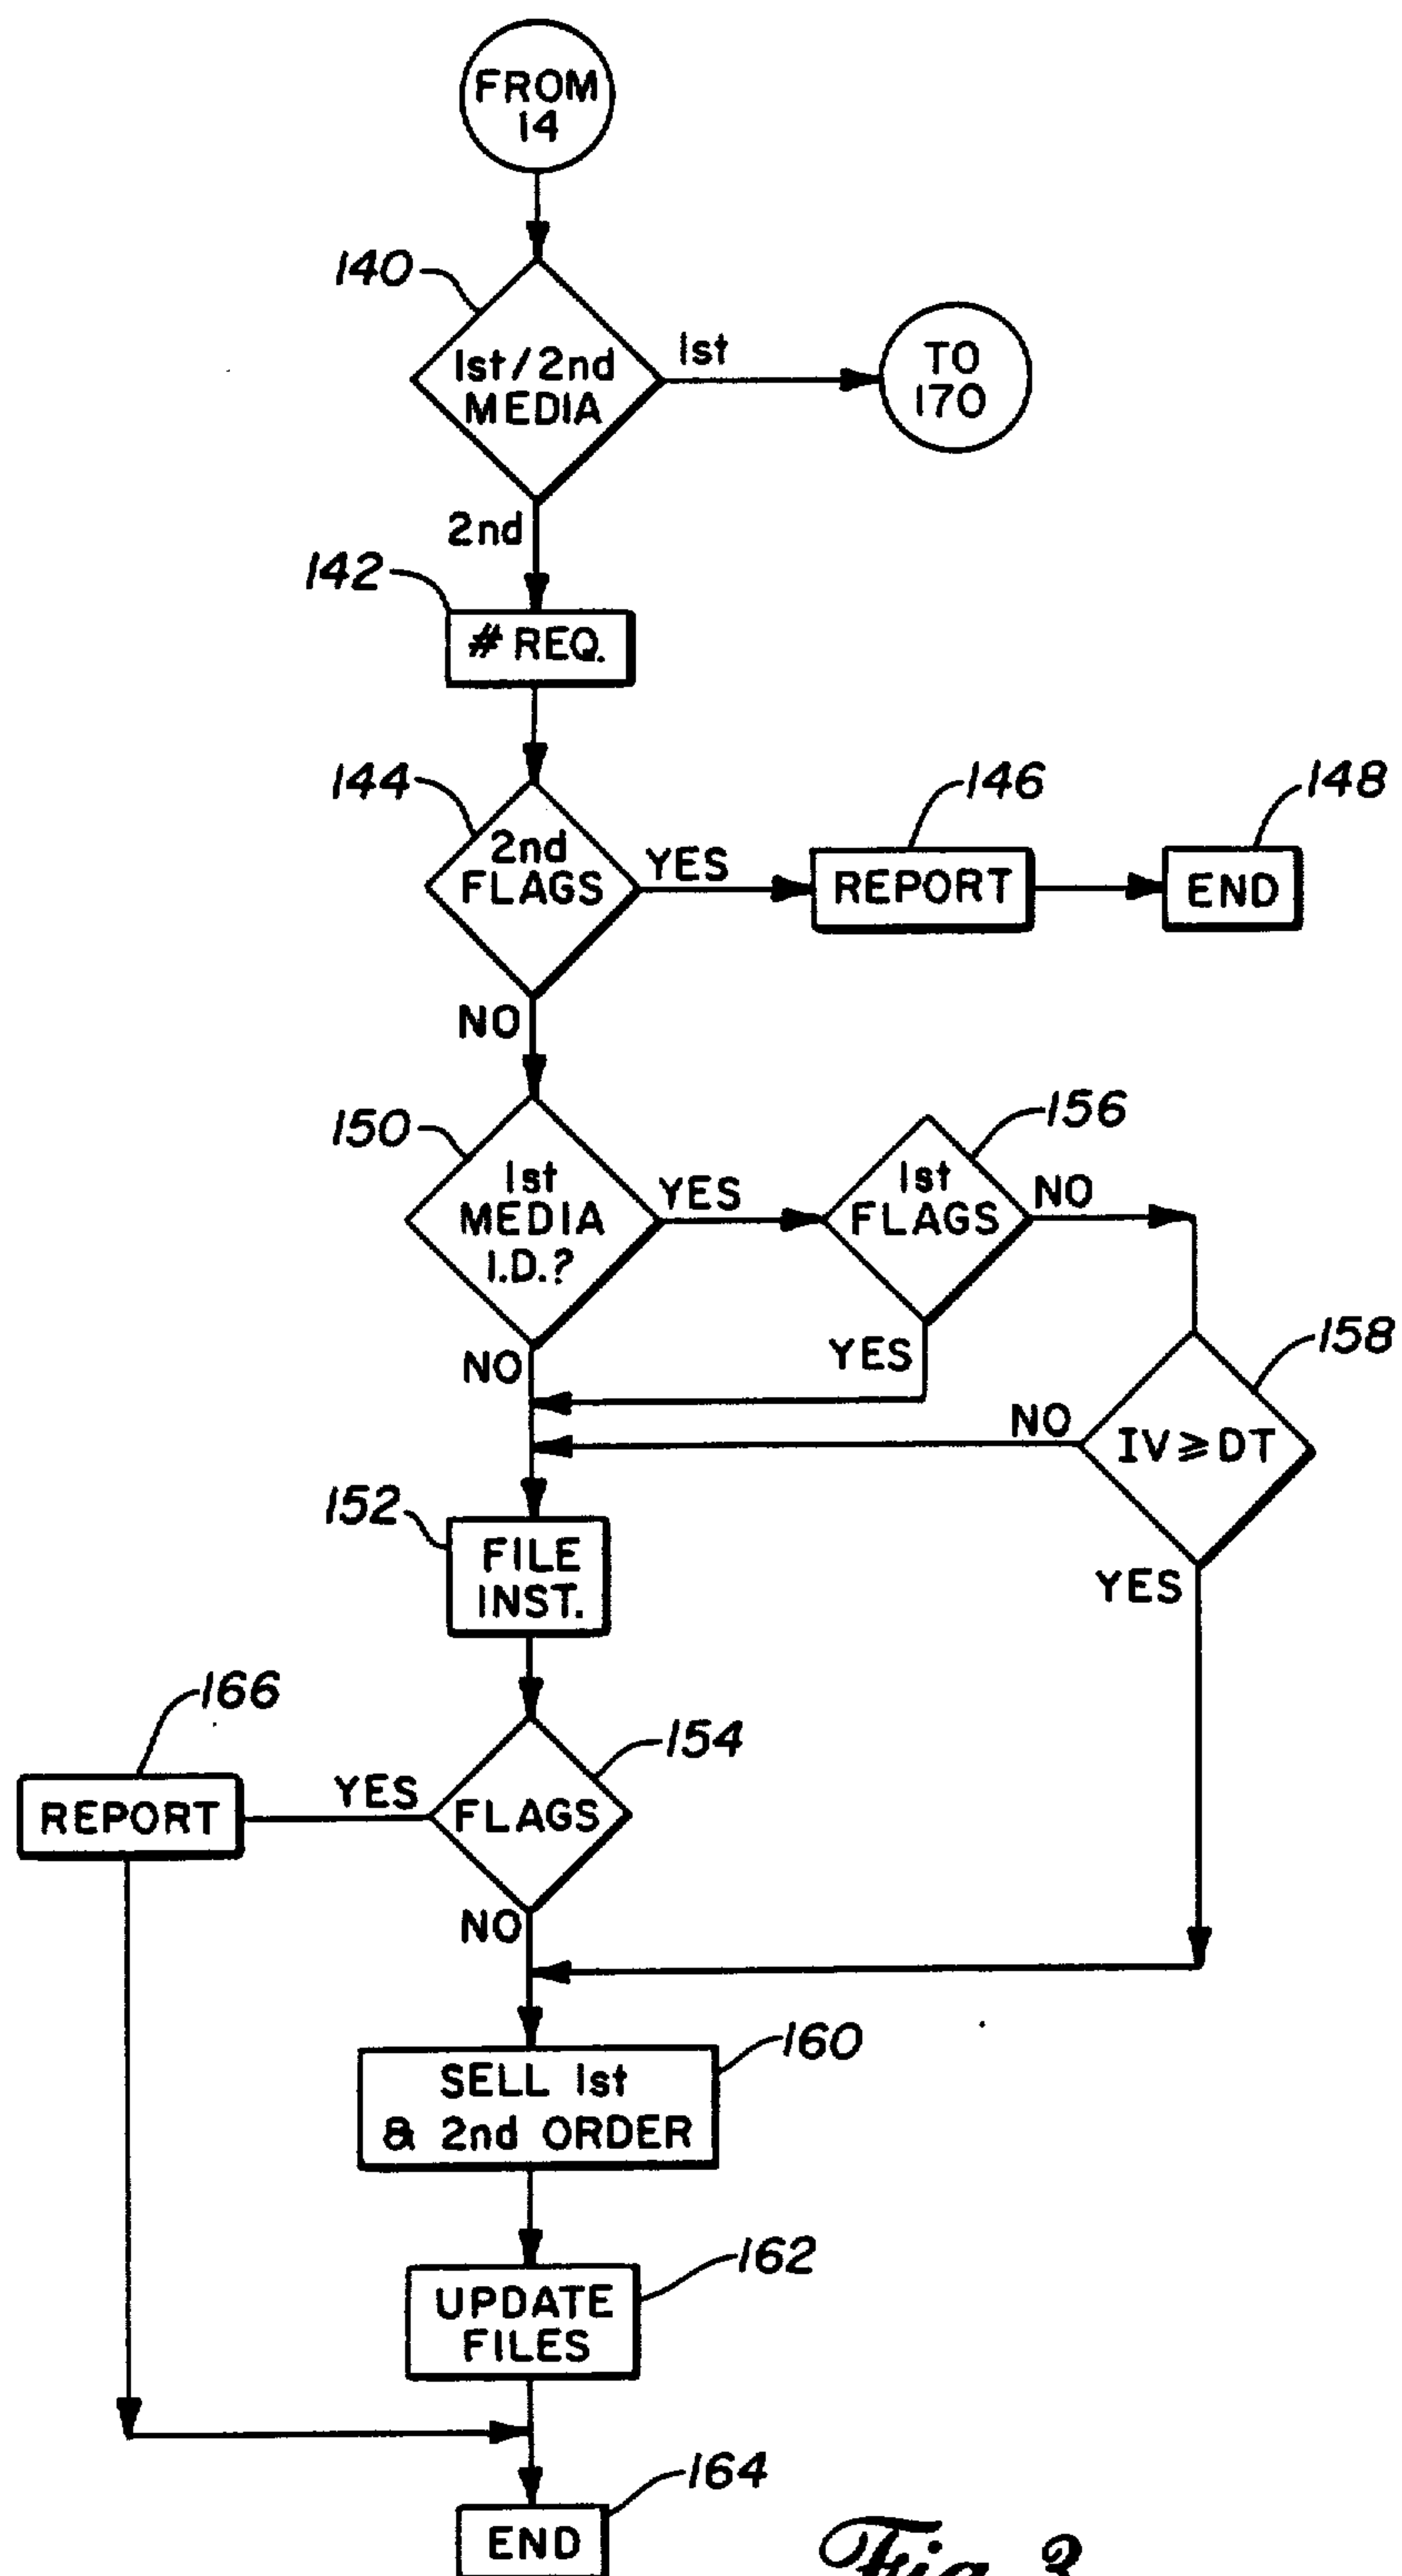 FROM
14
140
1st/2nd
MEDIA
1st
TO
170
2nd
142
# REQ.
144
2nd
FLAGS
YES
146
REPORT
148
END
NO
150
1st
MEDIA
I.D.?
YES
156
1st
FLAGS
NO
NO
YES
158
IV ≥ DT
NO
YES
152
FILE
INST.
166
REPORT
YES
154
FLAGS
NO
160
SELL 1st
& 2nd ORDER
162
UPDATE
FILES
164
END
Fig. 3